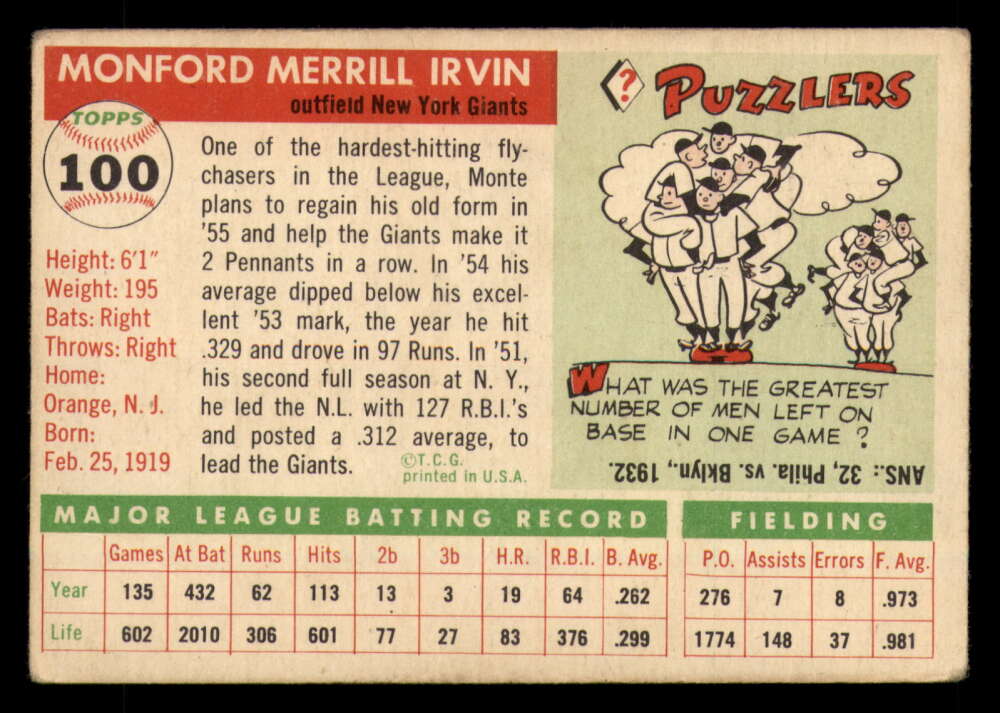 MONFORD MERRILL IRVIN
outfield New York Giants
TOPPS
100
Height: 6'1"
Weight: 195
Bats: Right
Throws: Right
Home:
Orange, N. J.
Born:
Feb. 25, 1919
One of the hardest-hitting fly-
chasers in the League, Monte
plans to regain his old form in
'55 and help the Giants make it
2 Pennants in a row. In '54 his
average dipped below his excel-
lent '53 mark, the year he hit
.329 and drove in 97 Runs. In '51,
his second full season at N. Y.,
he led the N.L. with 127 R.B.I.'s
and posted a .312 average, to
lead the Giants.
©T.C.G.
printed in U.S.A.
? PUZZLERS
WHAT WAS THE GREATEST
NUMBER OF MEN LEFT ON
BASE IN ONE GAME ?
ANS.: 32, Phila. vs. Bklyn., 1932.
MAJOR LEAGUE BATTING RECORD
Games At Bat Runs Hits 2b 3b H.R. R.B.I. B. Avg.
Year 135 432 62 113 13 3 19 64 .262
Life 602 2010 306 601 77 27 83 376 .299
FIELDING
P.O. Assists Errors F. Avg.
276 7 8 .973
1774 148 37 .981